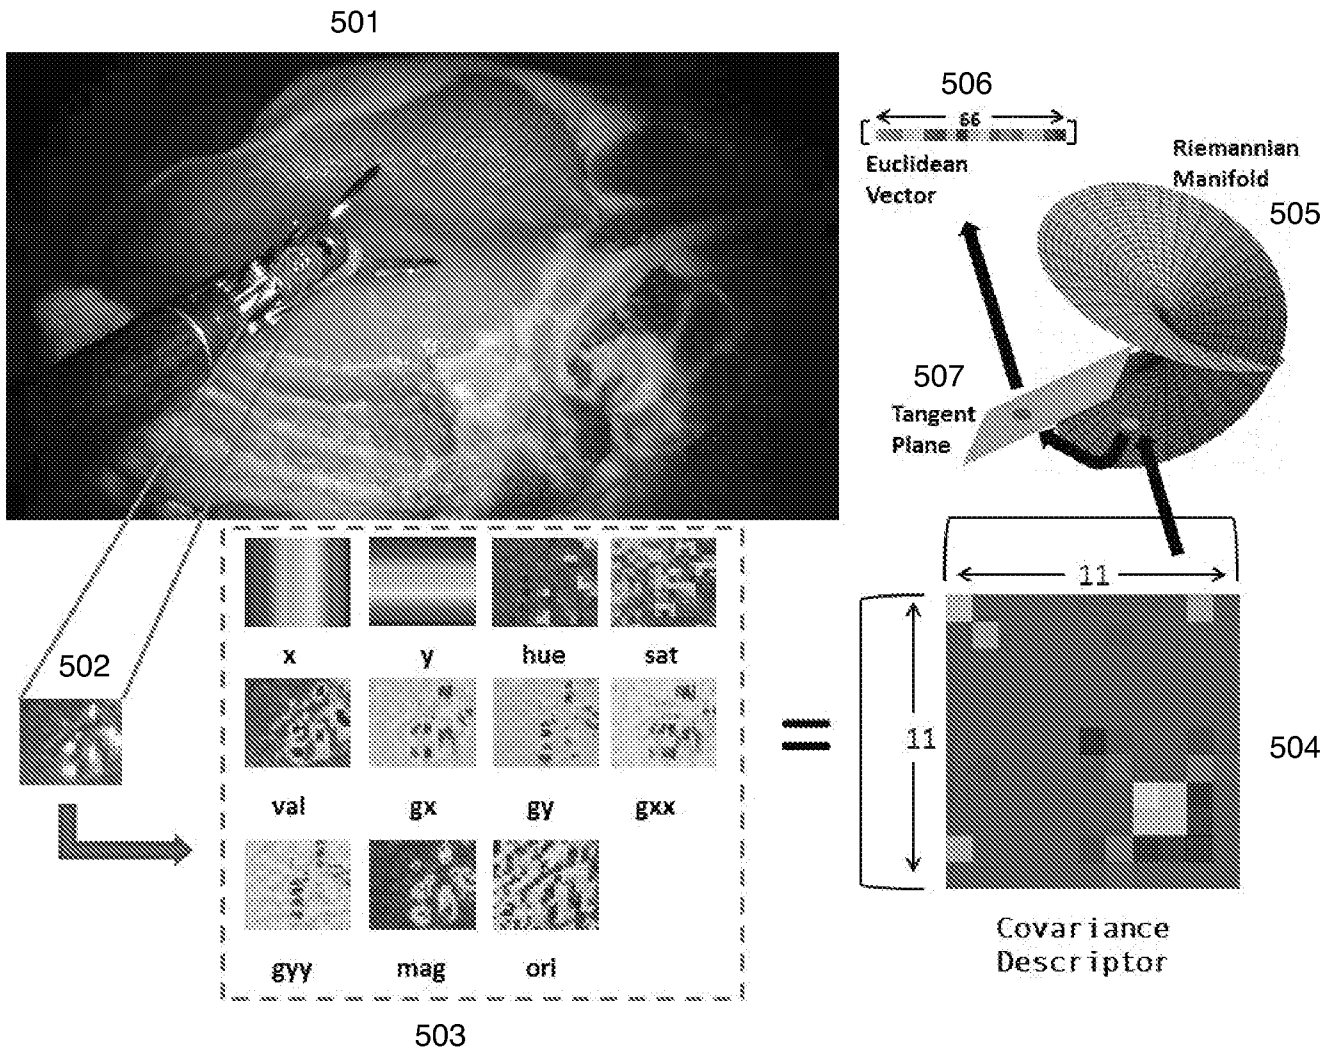 501
506
66
Euclidean
Vector
Riemannian
Manifold
505
507
Tangent
Plane
502
x
y
hue
sat
val
gx
gy
gxx
gyy
mag
ori
503
11
11
504
Covariance
Descriptor